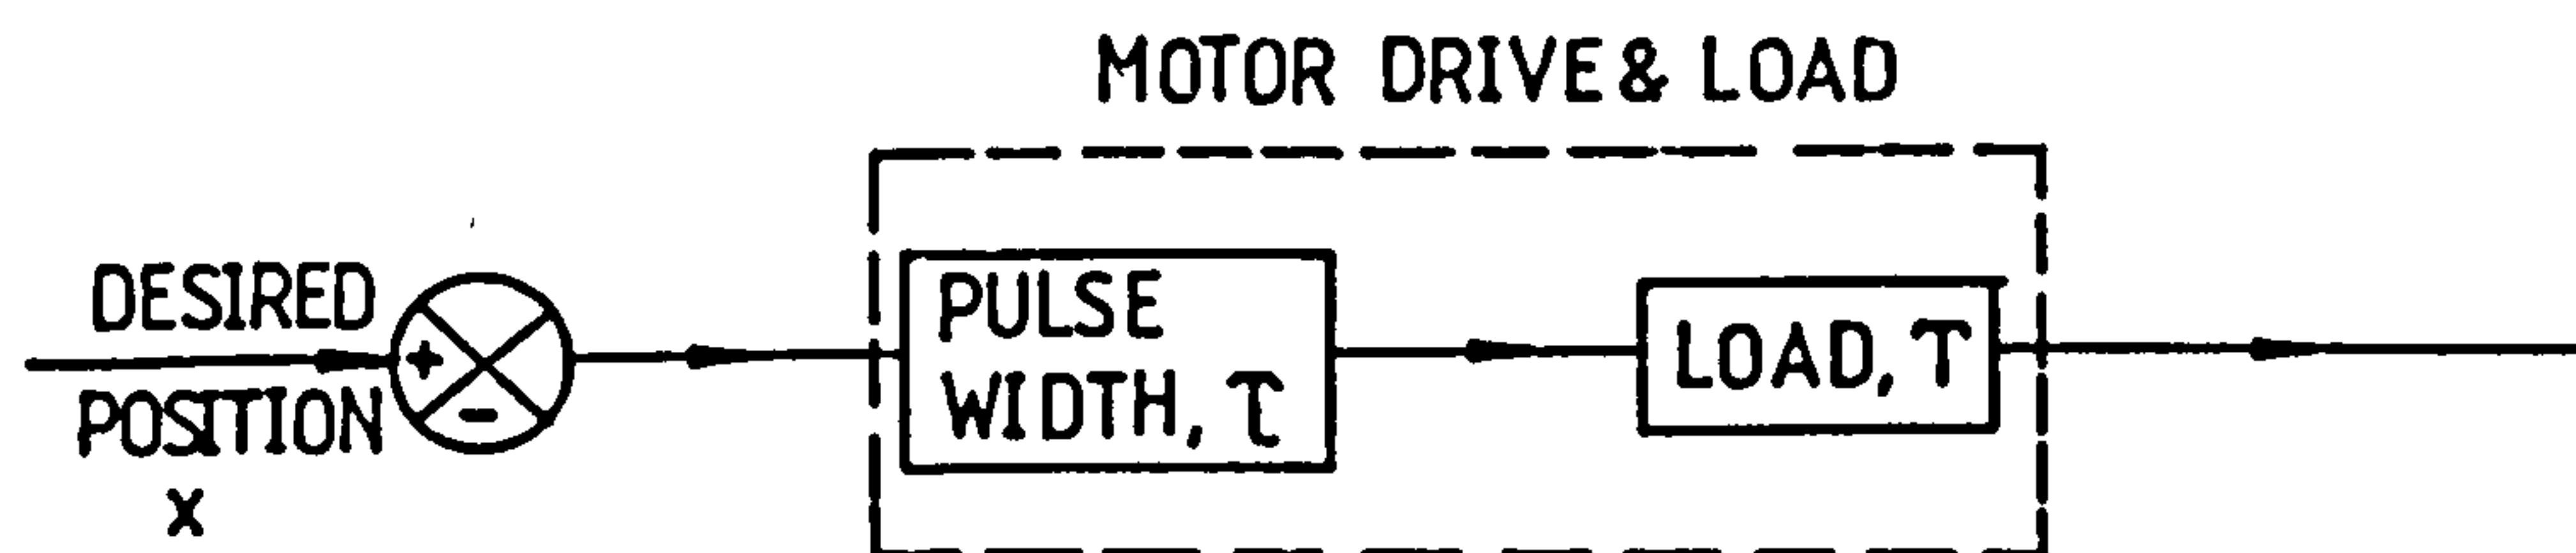 MOTOR DRIVE & LOAD
DESIRED
POSITION
x
+
-
PULSE
WIDTH, τ
LOAD, T